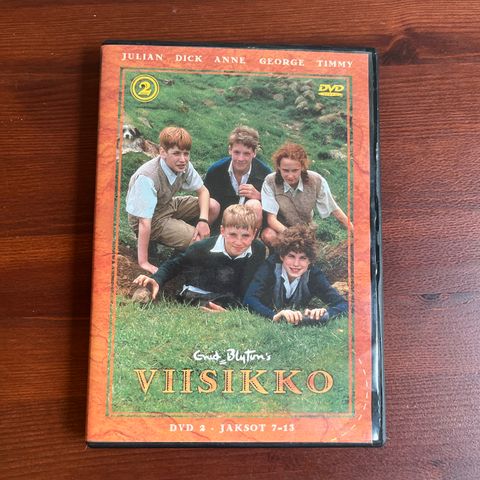 JULIAN DICK ANNE GEORGE TIMMY
2
DVD
Enid Blyton's
VIISIKKO
DVD 2 · JAKSOT 7-13